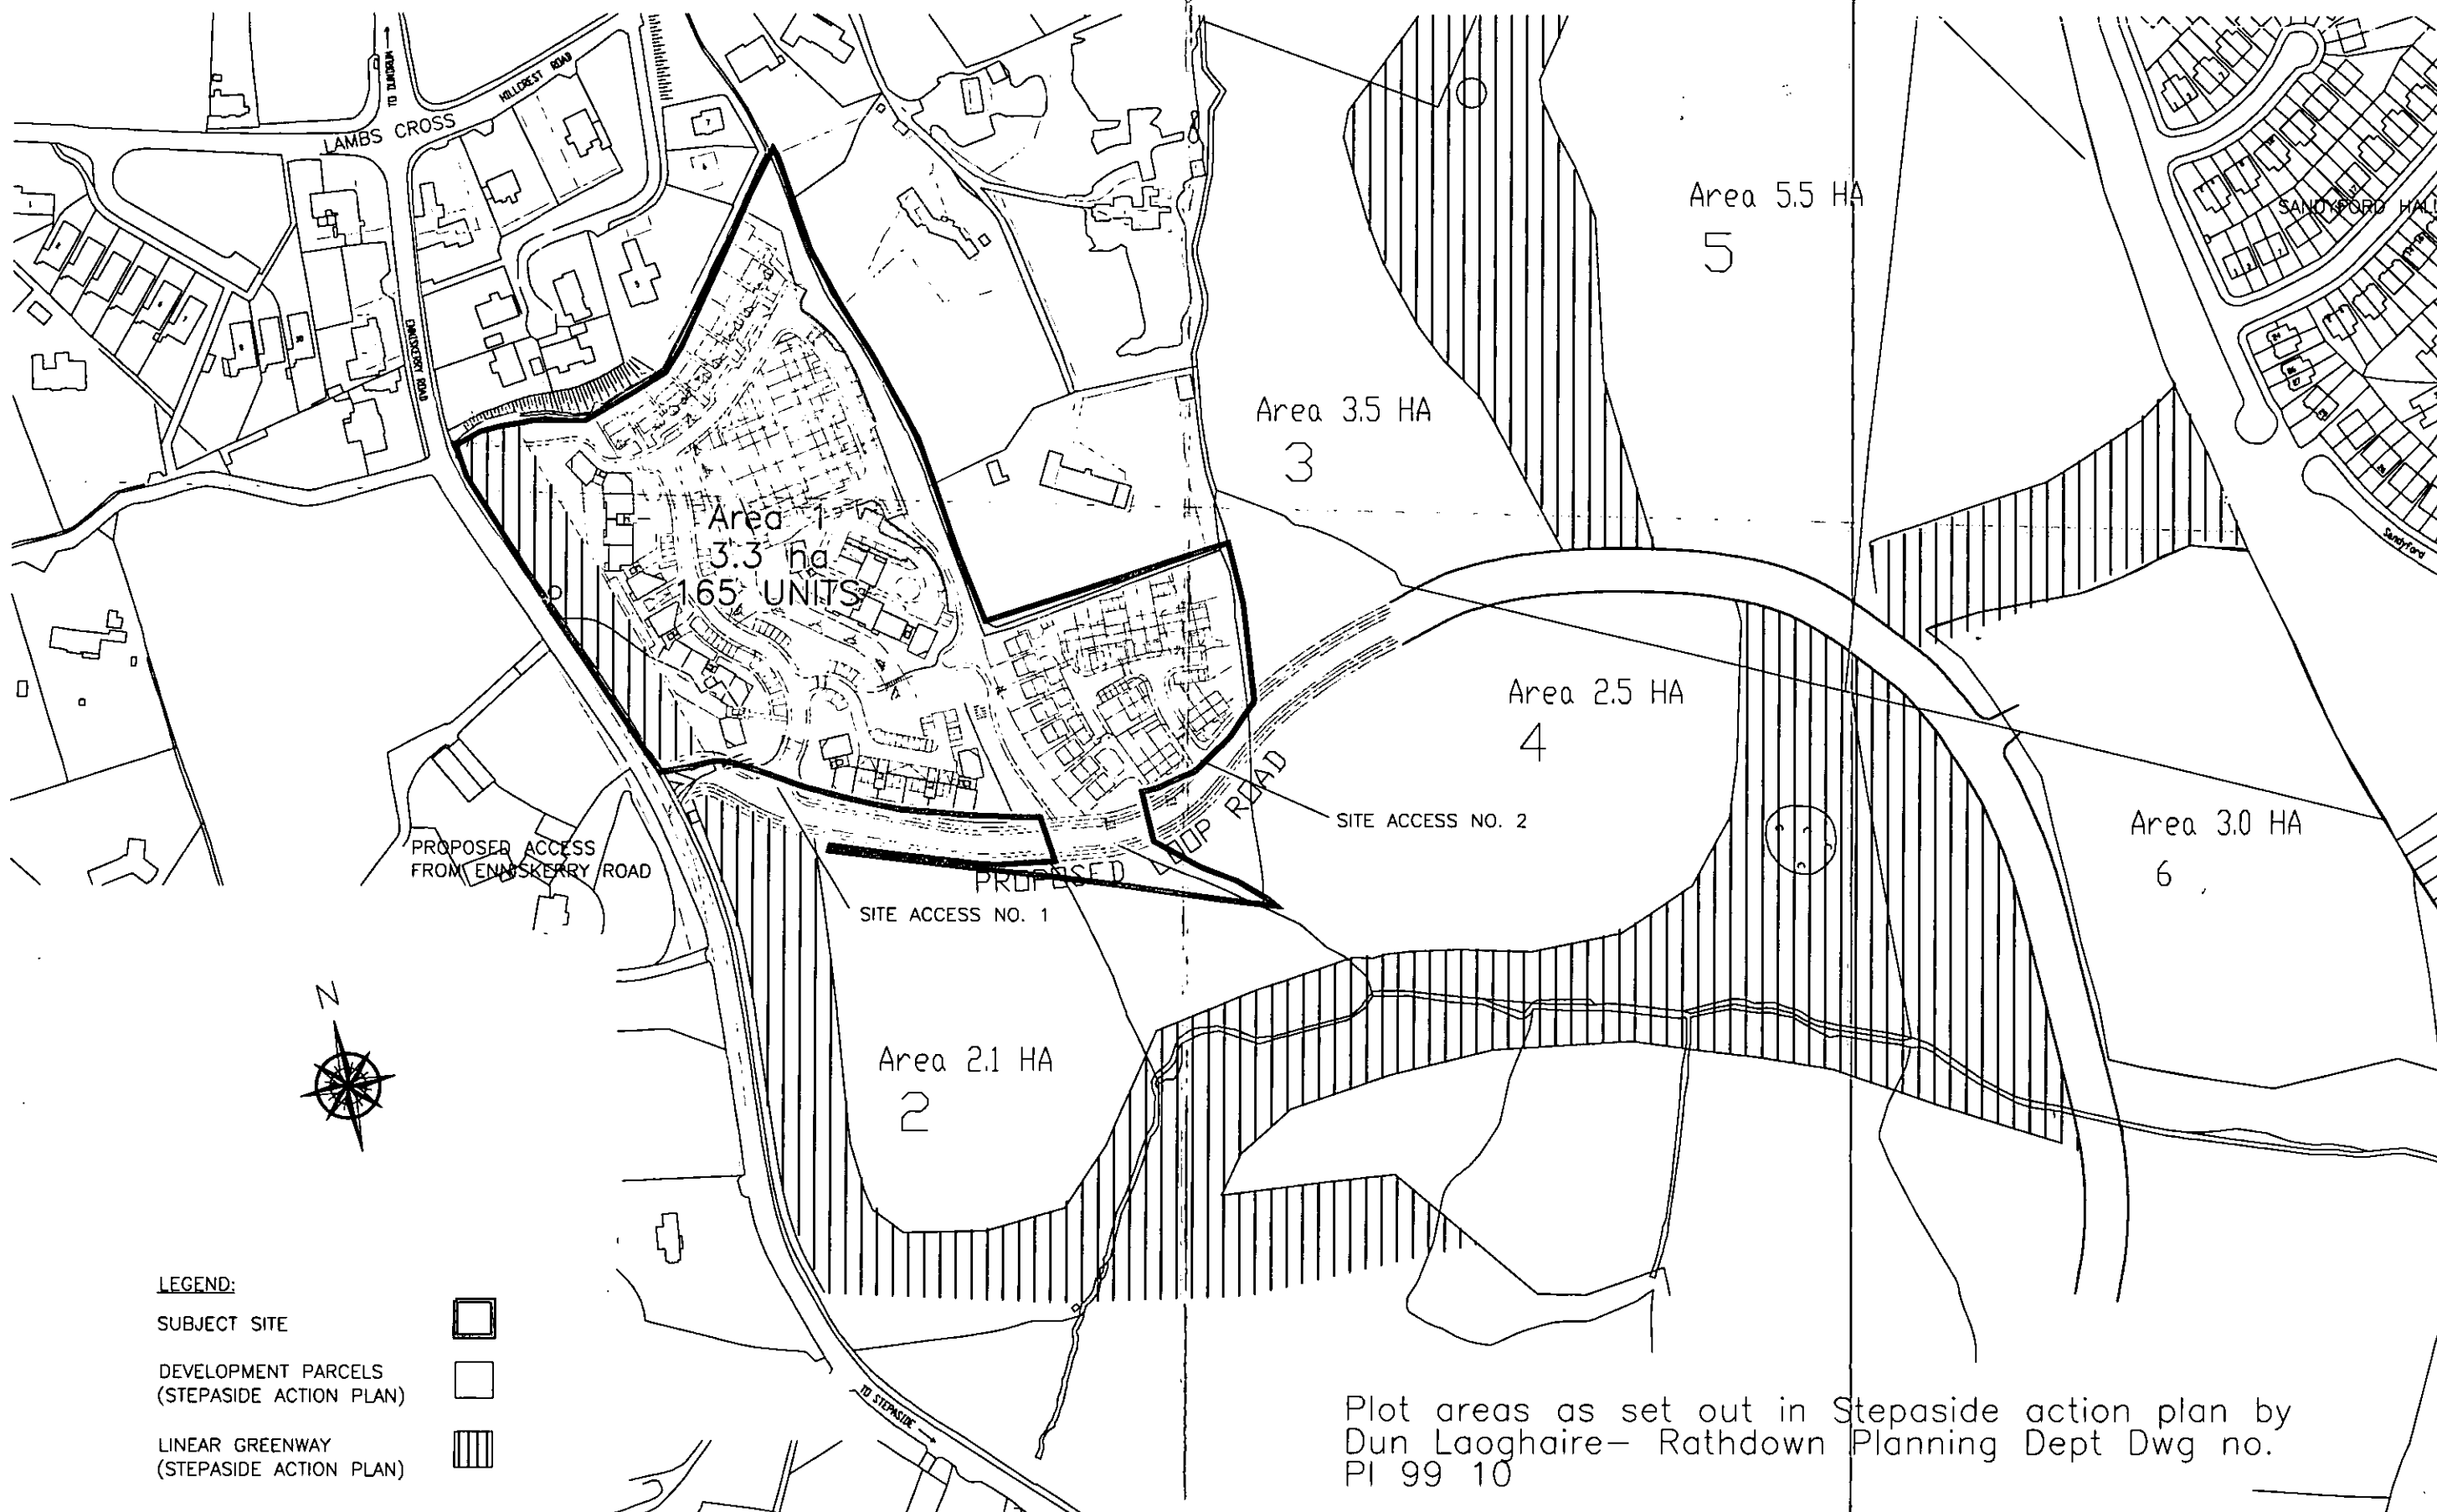 TO DUNDRUM
HILLCREST ROAD
LAMBS CROSS
ENNISKERRY ROAD
Area 5.5 HA
5
SANDYFORD HALL
Area 3.5 HA
3
Area 1
3.3 ha
165 UNITS
Sandyford
Area 2.5 HA
4
SITE ACCESS NO. 2
Area 3.0 HA
6
PROPOSED ACCESS
FROM ENNISKERRY ROAD
PROPOSED LOOP ROAD
SITE ACCESS NO. 1
N
Area 2.1 HA
2
LEGEND:
SUBJECT SITE
DEVELOPMENT PARCELS
(STEPASIDE ACTION PLAN)
LINEAR GREENWAY
(STEPASIDE ACTION PLAN)
TO STEPASIDE
Plot areas as set out in Stepaside action plan by
Dun Laoghaire- Rathdown Planning Dept Dwg no.
PI 99 10